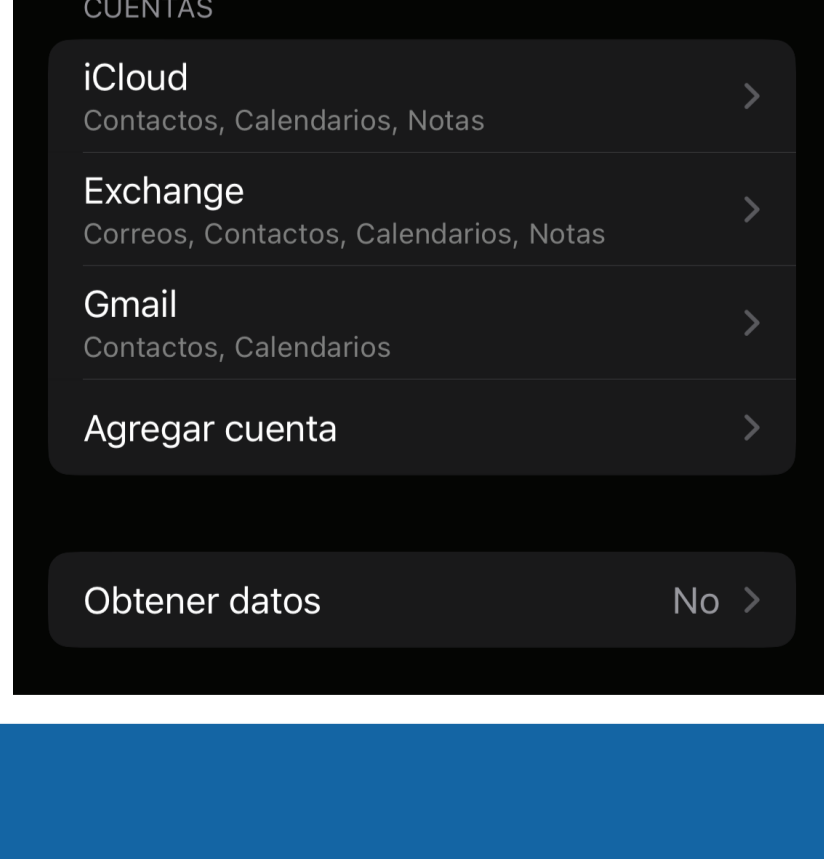 CUENTAS
iCloud
Contactos, Calendarios, Notas
Exchange
Correos, Contactos, Calendarios, Notas
Gmail
Contactos, Calendarios
Agregar cuenta
Obtener datos No